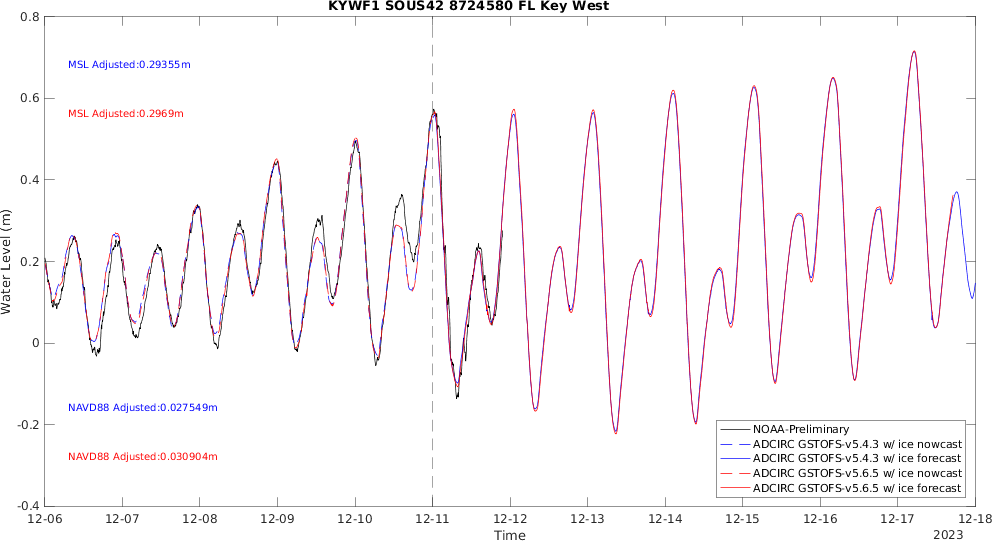 KYWF1 SOUS42 8724580 FL Key West
0.8
MSL Adjusted:0.29355m
0.6
MSL Adjusted:0.2969m
0.4
Water Level (m)
0.2
0
NAVD88 Adjusted:0.027549m
-0.2
NOAA-Preliminary
ADCIRC GSTOFS-v5.4.3 w/ ice nowcast
NAVD88 Adjusted:0.030904m
ADCIRC GSTOFS-v5.4.3 w/ ice forecast
ADCIRC GSTOFS-v5.6.5 w/ ice nowcast
ADCIRC GSTOFS-v5.6.5 w/ ice forecast
-0.4
12-06 12-07 12-08 12-09 12-10 12-11 12-12 12-13 12-14 12-15 12-16 12-17 12-18
Time
2023